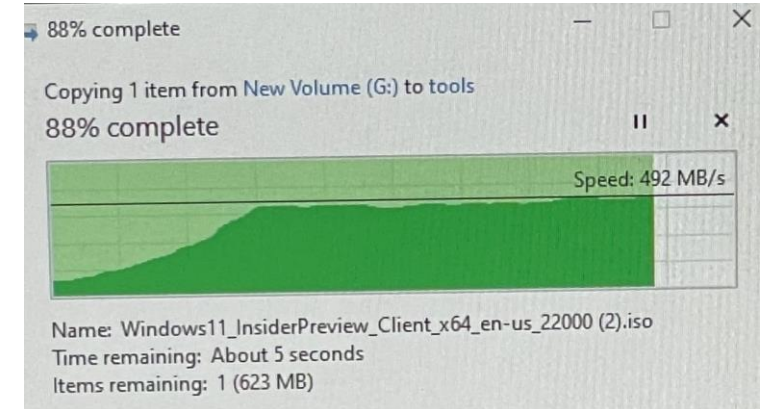 88% complete
Copying 1 item from New Volume (G:) to tools
88% complete
Speed: 492 MB/s
Name: Windows11_InsiderPreview_Client_x64_en-us_22000 (2).iso
Time remaining: About 5 seconds
Items remaining: 1 (623 MB)